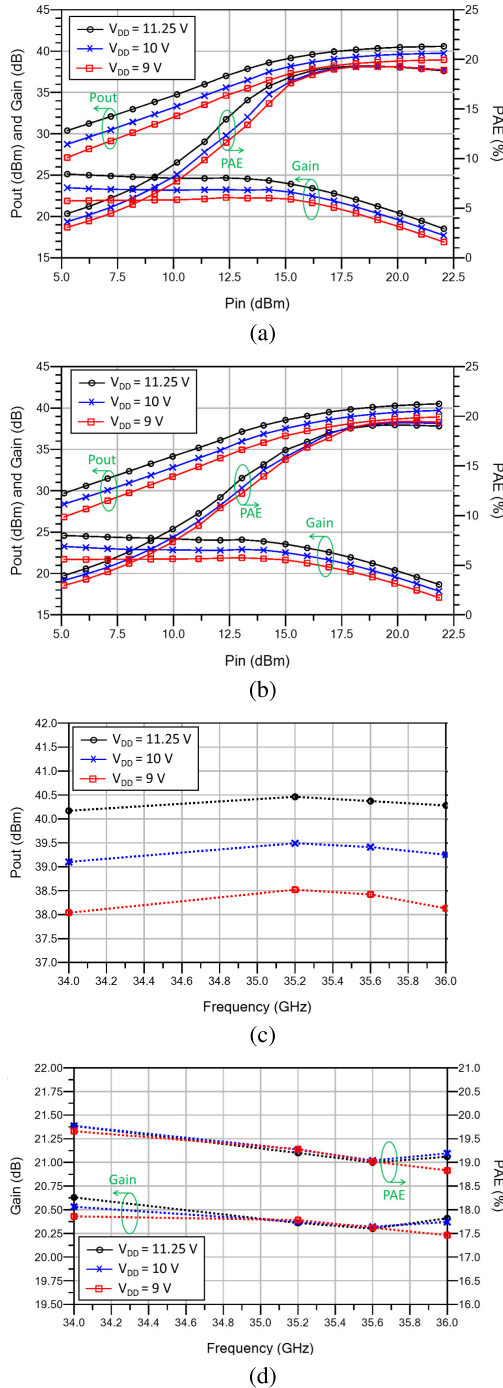 45
40
35
30
25
20
15
Pout (dBm) and Gain (dB)
25
20
15
10
5
0
PAE (%)
V_DD = 11.25 V
V_DD = 10 V
V_DD = 9 V
Pout
PAE
Gain
5.0 7.5 10.0 12.5 15.0 17.5 20.0 22.5
Pin (dBm)
(a)
45
40
35
30
25
20
15
Pout (dBm) and Gain (dB)
25
20
15
10
5
0
PAE (%)
V_DD = 11.25 V
V_DD = 10 V
V_DD = 9 V
Pout
PAE
Gain
5.0 7.5 10.0 12.5 15.0 17.5 20.0 22.5
Pin (dBm)
(b)
42.0
41.5
41.0
40.5
40.0
39.5
39.0
38.5
38.0
37.5
37.0
Pout (dBm)
V_DD = 11.25 V
V_DD = 10 V
V_DD = 9 V
34.0 34.2 34.4 34.6 34.8 35.0 35.2 35.4 35.6 35.8 36.0
Frequency (GHz)
(c)
22.00
21.75
21.50
21.25
21.00
20.75
20.50
20.25
20.00
19.75
19.50
Gain (dB)
21.0
20.5
20.0
19.5
19.0
18.5
18.0
17.5
17.0
16.5
16.0
PAE (%)
Gain
PAE
V_DD = 11.25 V
V_DD = 10 V
V_DD = 9 V
34.0 34.2 34.4 34.6 34.8 35.0 35.2 35.4 35.6 35.8 36.0
Frequency (GHz)
(d)